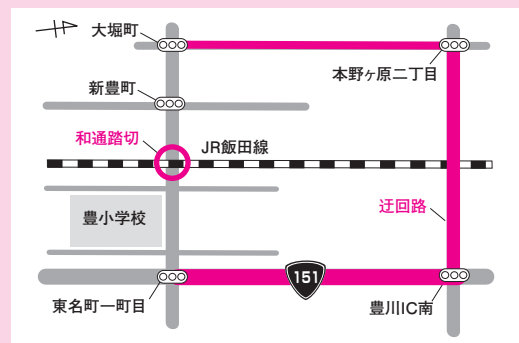 大堀町
本野ヶ原二丁目
新豊町
和通踏切
JR飯田線
豊小学校
迂回路
151
東名町一町目
豊川IC南